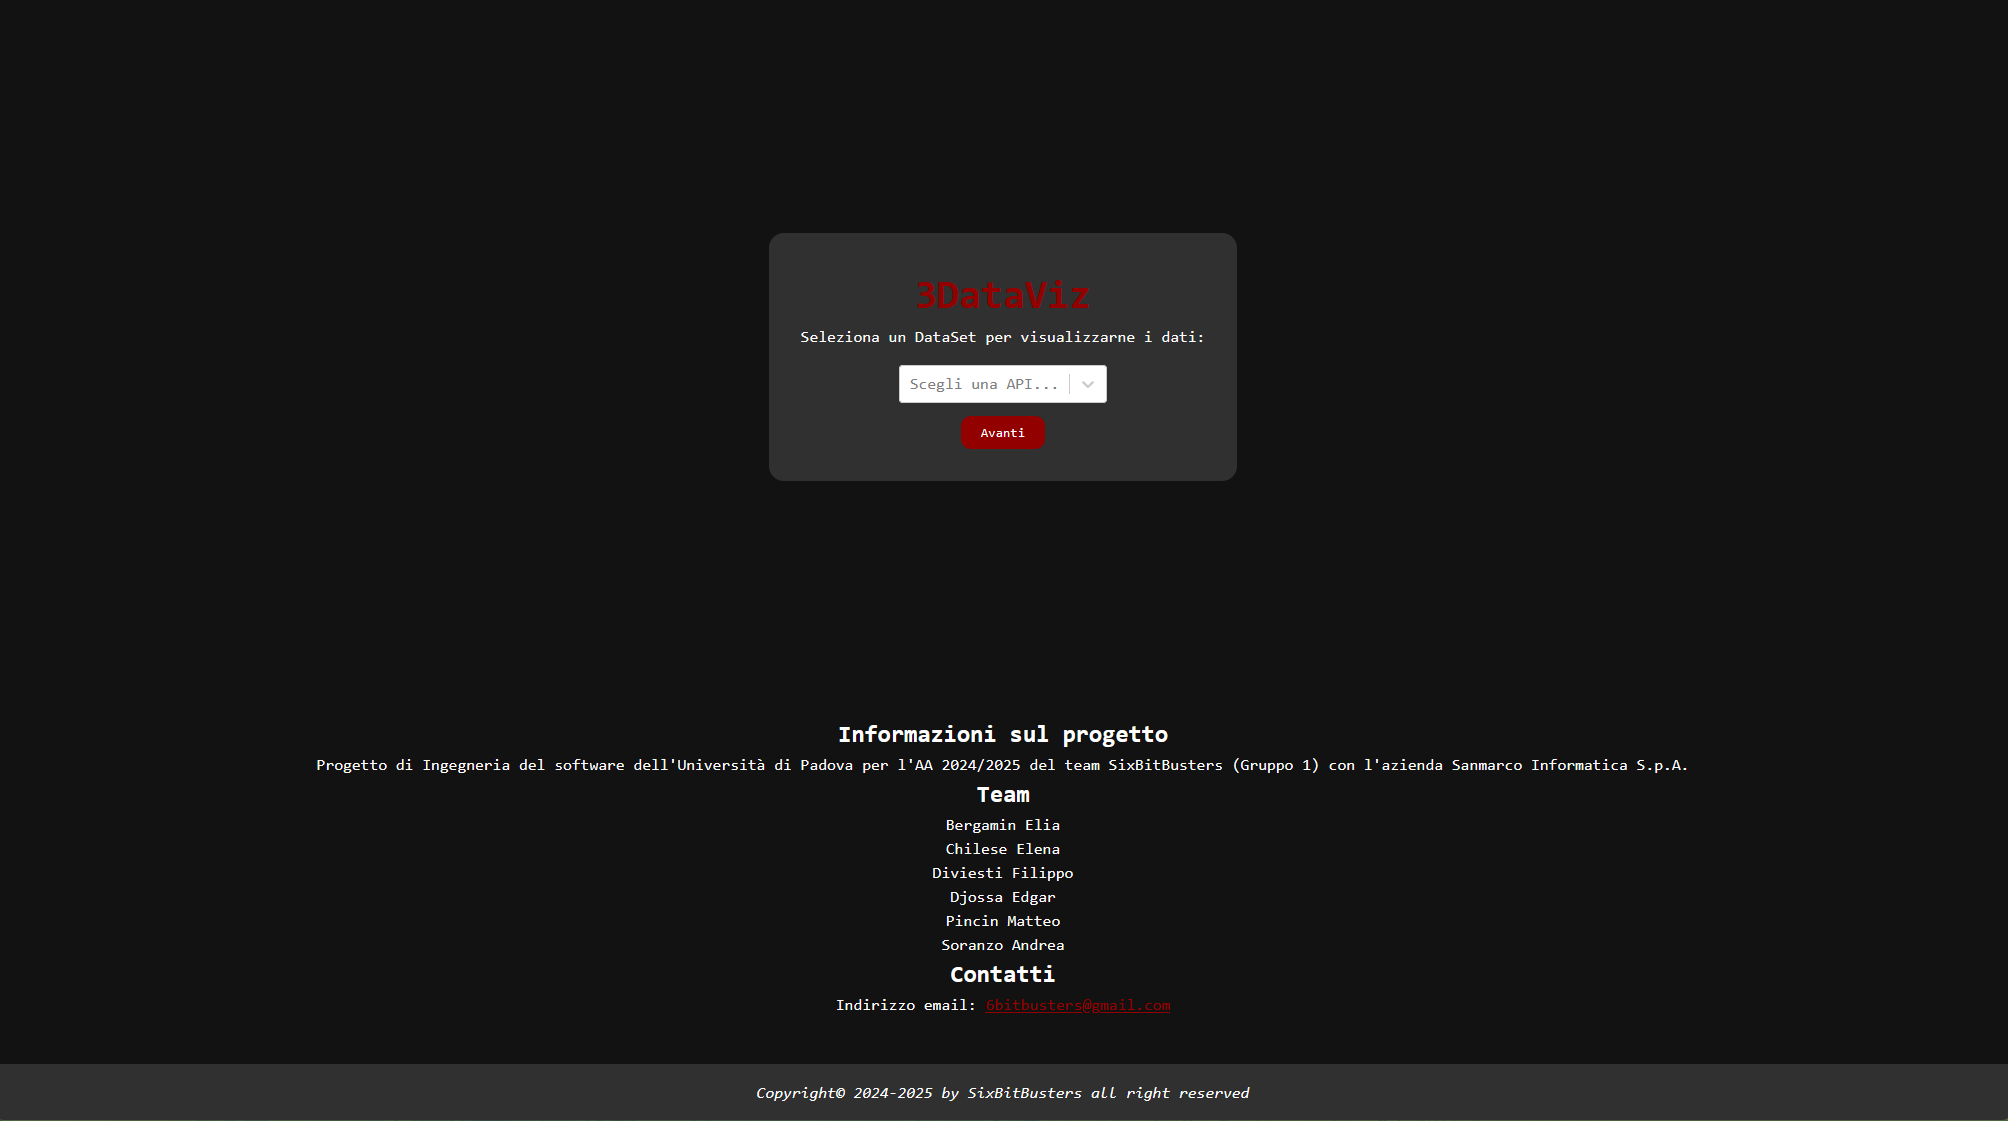 3DataViz
Seleziona un DataSet per visualizzarne i dati:
Scegli una API...
Avanti
Informazioni sul progetto
Progetto di Ingegneria del software dell'Università di Padova per l'AA 2024/2025 del team SixBitBusters (Gruppo 1) con l'azienda Sanmarco Informatica S.p.A.
Team
Bergamin Elia
Chilese Elena
Diviesti Filippo
Djossa Edgar
Pincin Matteo
Soranzo Andrea
Contatti
Indirizzo email: 6bitbusters@gmail.com
Copyright© 2024-2025 by SixBitBusters all right reserved